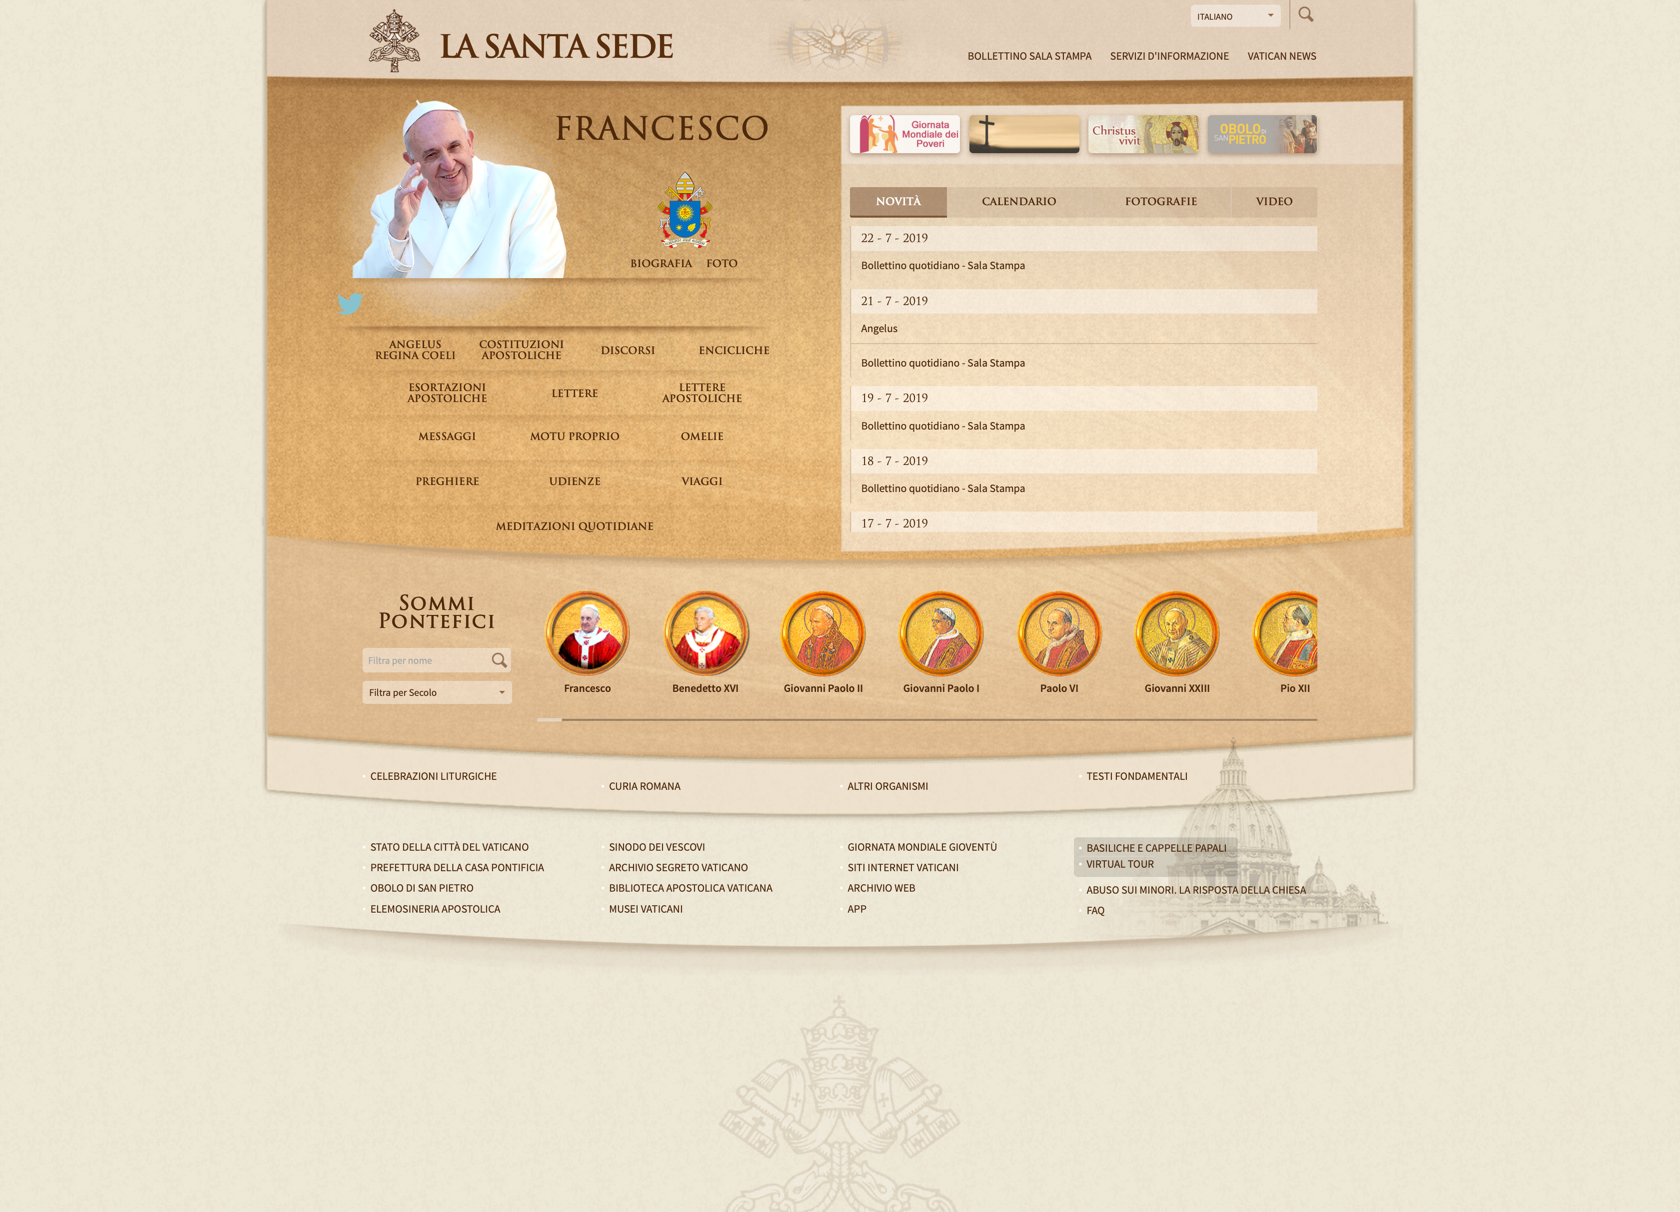 LA SANTA SEDE
ITALIANO
BOLLETTINO SALA STAMPA
SERVIZI D'INFORMAZIONE
VATICAN NEWS
FRANCESCO
BIOGRAFIA
FOTO
ANGELUS
REGINA COELI
COSTITUZIONI
APOSTOLICHE
DISCORSI
ENCICLICHE
ESORTAZIONI
APOSTOLICHE
LETTERE
LETTERE
APOSTOLICHE
MESSAGGI
MOTU PROPRIO
OMELIE
PREGHIERE
UDIENZE
VIAGGI
MEDITAZIONI QUOTIDIANE
Giornata
Mondiale dei
Poveri
Christus
vivit
OBOLO DI
SAN PIETRO
NOVITÀ
CALENDARIO
FOTOGRAFIE
VIDEO
22 - 7 - 2019
Bollettino quotidiano - Sala Stampa
21 - 7 - 2019
Angelus
Bollettino quotidiano - Sala Stampa
19 - 7 - 2019
Bollettino quotidiano - Sala Stampa
18 - 7 - 2019
Bollettino quotidiano - Sala Stampa
17 - 7 - 2019
SOMMI
PONTEFICI
Filtra per nome
Filtra per Secolo
Francesco
Benedetto XVI
Giovanni Paolo II
Giovanni Paolo I
Paolo VI
Giovanni XXIII
Pio XII
CELEBRAZIONI LITURGICHE
CURIA ROMANA
ALTRI ORGANISMI
TESTI FONDAMENTALI
STATO DELLA CITTÀ DEL VATICANO
PREFETTURA DELLA CASA PONTIFICIA
OBOLO DI SAN PIETRO
ELEMOSINERIA APOSTOLICA
SINODO DEI VESCOVI
ARCHIVIO SEGRETO VATICANO
BIBLIOTECA APOSTOLICA VATICANA
MUSEI VATICANI
GIORNATA MONDIALE GIOVENTÙ
SITI INTERNET VATICANI
ARCHIVIO WEB
APP
BASILICHE E CAPPELLE PAPALI
VIRTUAL TOUR
ABUSO SUI MINORI. LA RISPOSTA DELLA CHIESA
FAQ